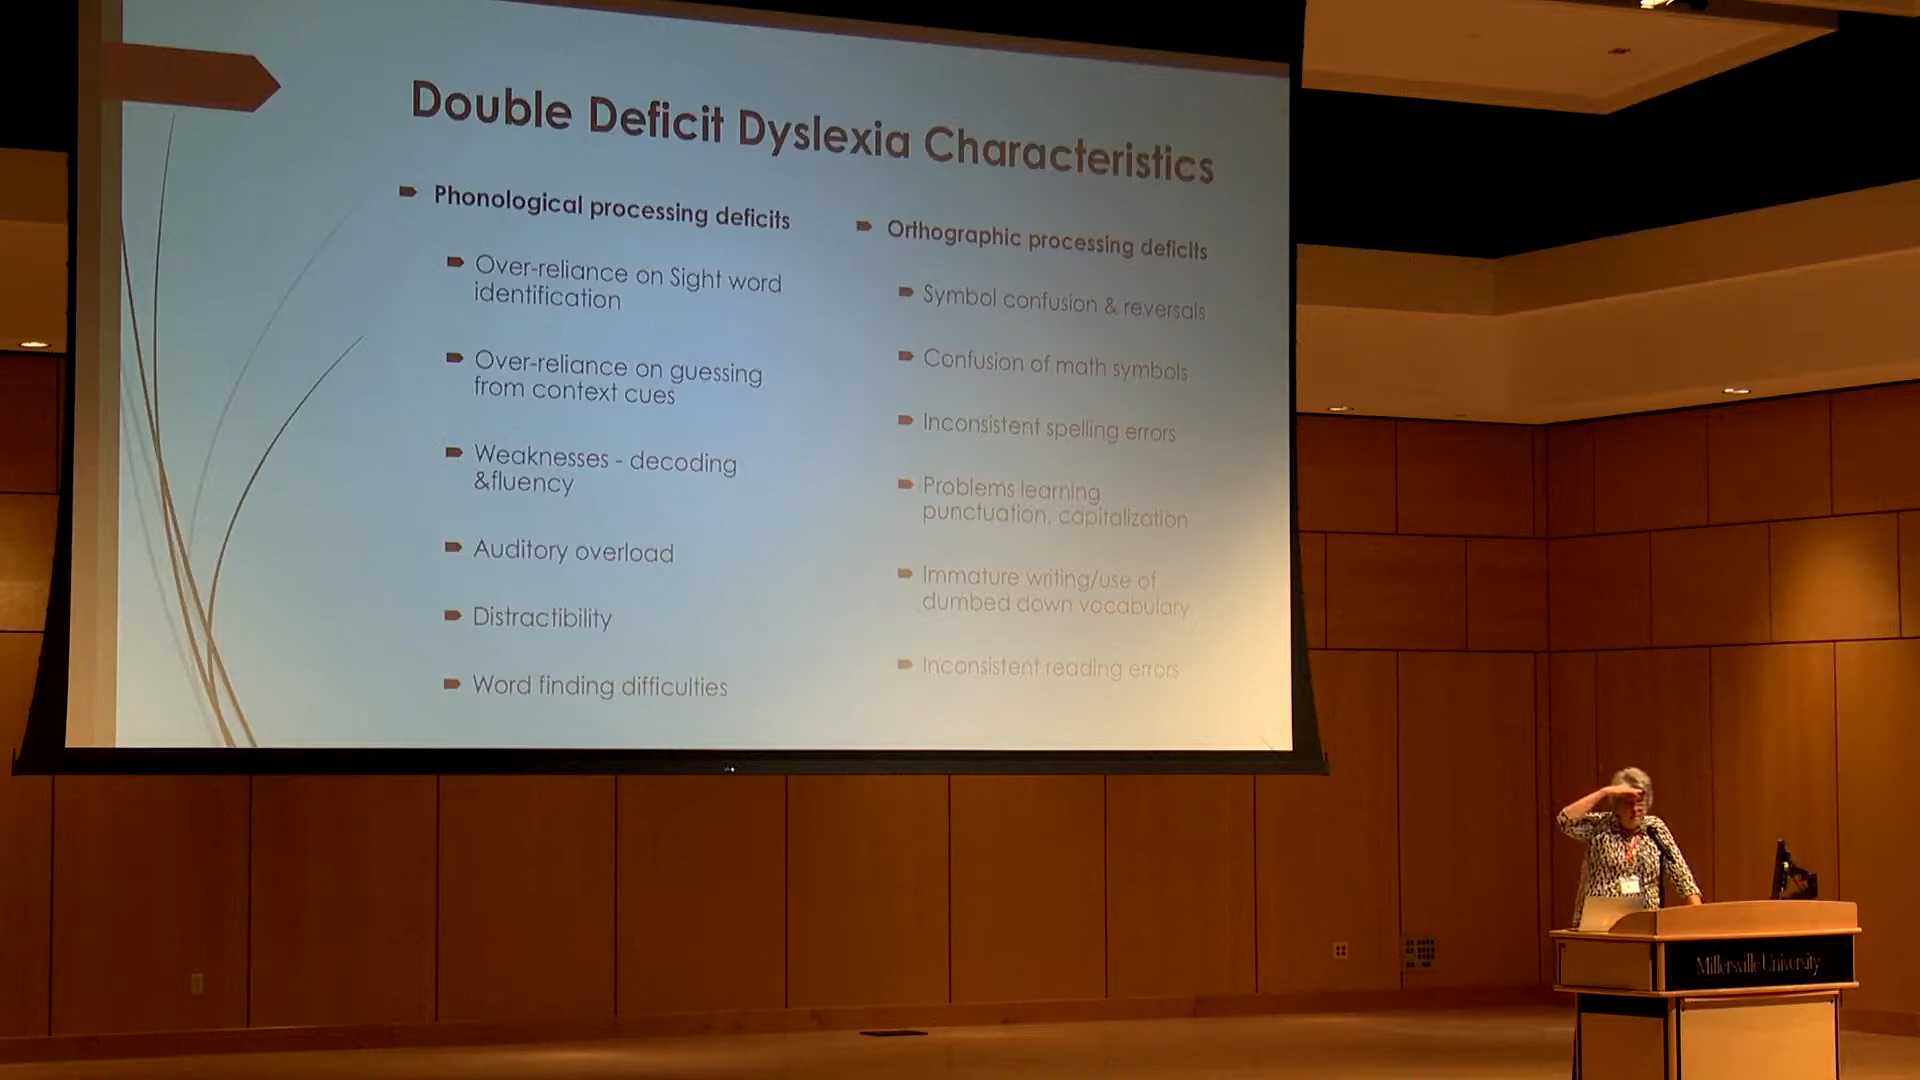 Double Deficit Dyslexia Characteristics
Phonological processing deficits
Over-reliance on Sight word
identification
Over-reliance on guessing
from context cues
Weaknesses - decoding
&fluency
Auditory overload
Distractibility
Word finding difficulties
Orthographic processing deficits
Symbol confusion & reversals
Confusion of math symbols
Inconsistent spelling errors
Problems learning
punctuation, capitalization
Immature writing/use of
dumbed down vocabulary
Inconsistent reading errors
Millersville University